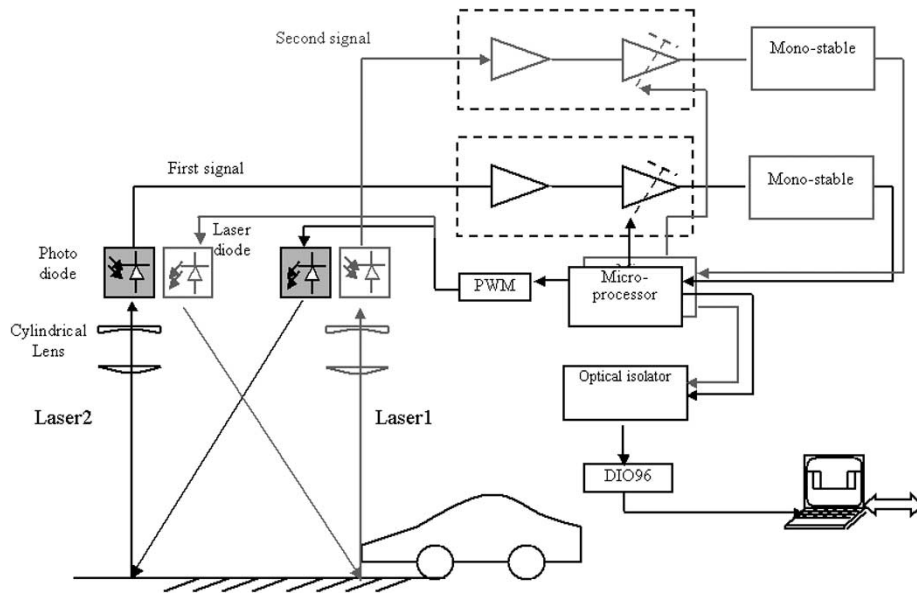 Second signal
Mono-stable
First signal
Mono-stable
Laser
diode
Photo
diode
PWM
Micro-
processor
Cylindrical
Lens
Optical isolator
Laser2
Laser1
DIO96